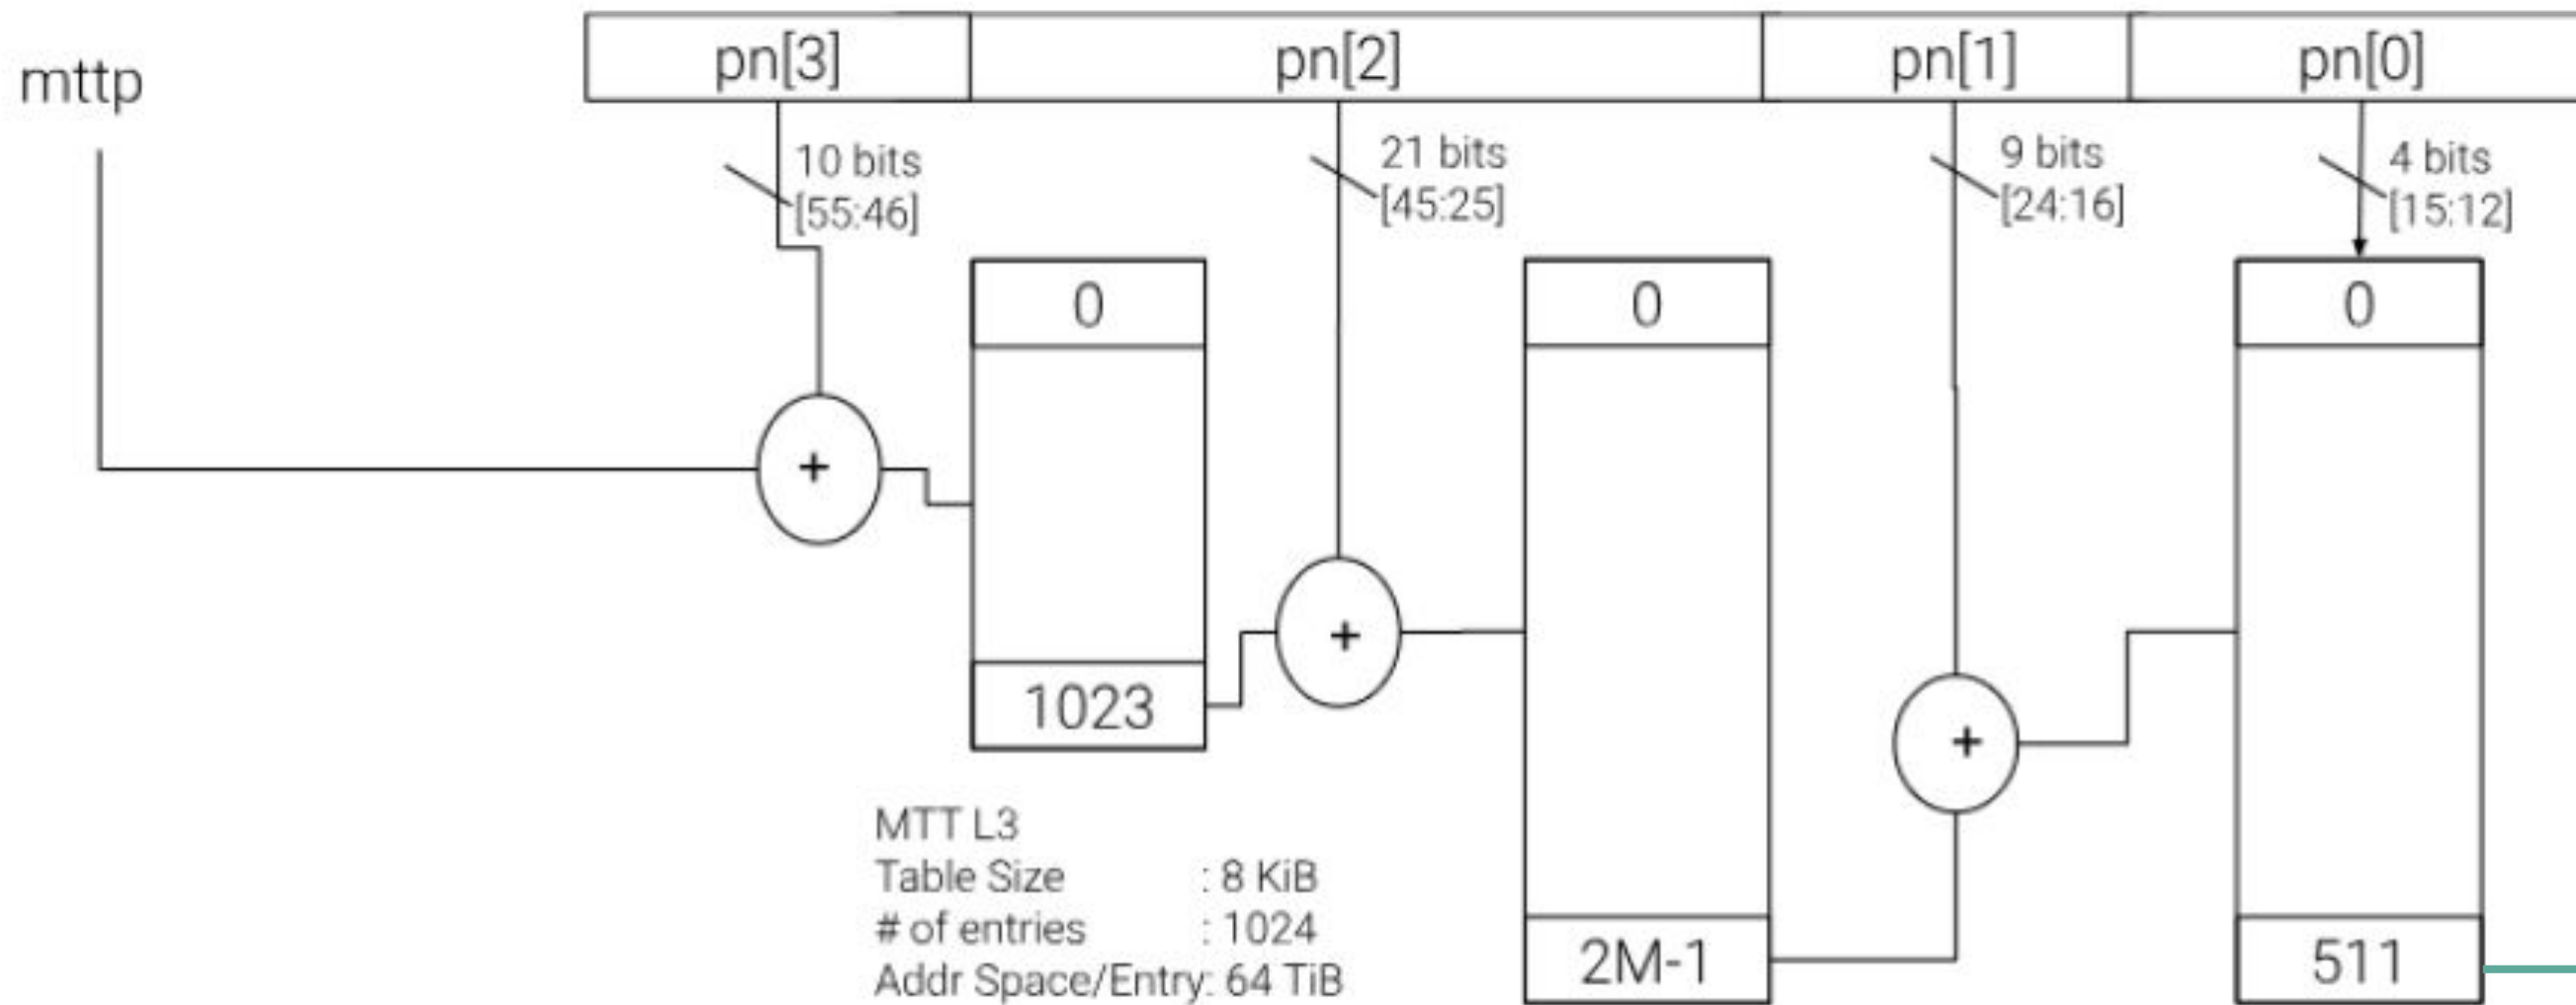 mttp
pn[3]
pn[2]
pn[1]
pn[0]
10 bits
[55:46]
21 bits
[45:25]
9 bits
[24:16]
4 bits
[15:12]
0
0
0
+
+
+
1023
2M-1
511
MTT L3
Table Size : 8 KiB
# of entries : 1024
Addr Space/Entry: 64 TiB